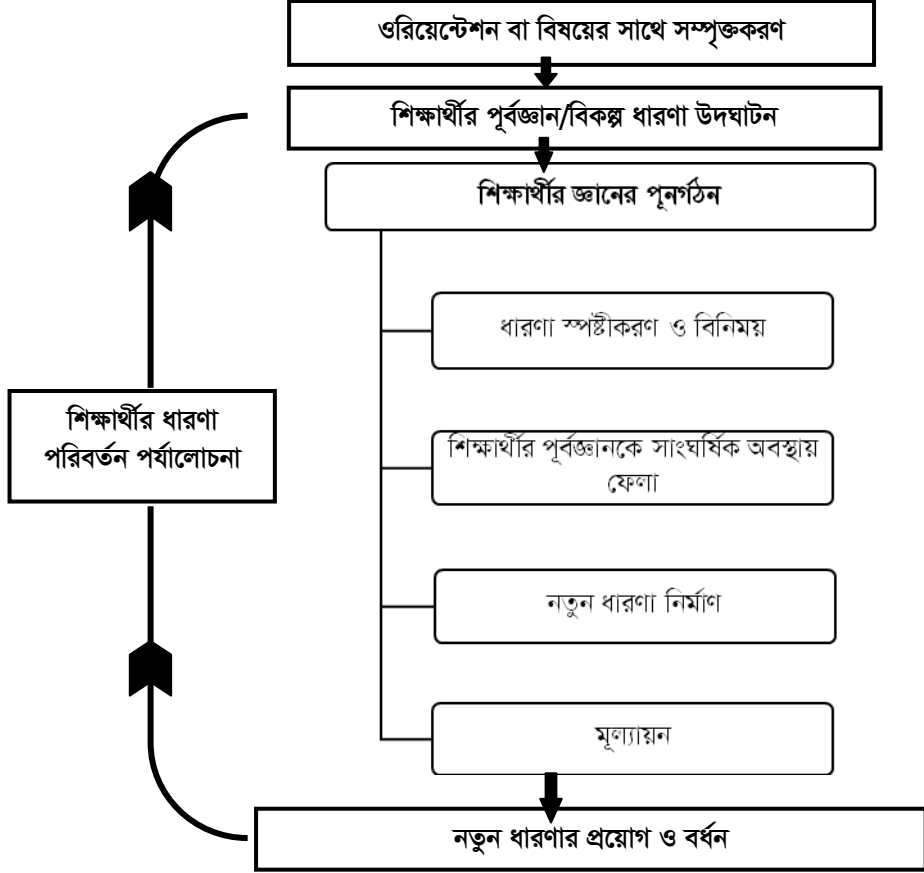 ওরিয়েন্টেশন বা বিষয়ের সাথে সম্পৃক্তকরণ
শিক্ষার্থীর পূর্বজ্ঞান/বিকল্প ধারণা উদঘাটন
শিক্ষার্থীর জ্ঞানের পূনর্গঠন
ধারণা স্পষ্টীকরণ ও বিনিময়
শিক্ষার্থীর পূর্বজ্ঞানকে সাংঘর্ষিক অবস্থায়
ফেলা
নতুন ধারণা নির্মাণ
মূল্যায়ন
নতুন ধারণার প্রয়োগ ও বর্ধন
শিক্ষার্থীর ধারণা
পরিবর্তন পর্যালোচনা